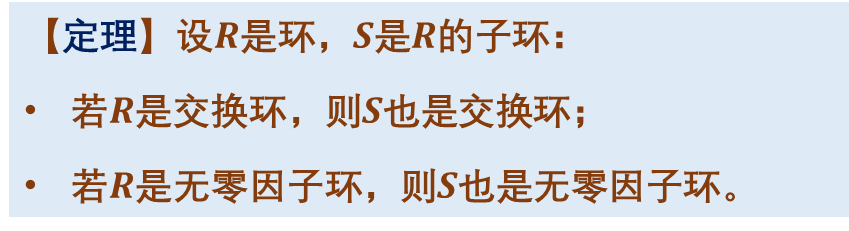 【定理】设R是环，S是R的子环：
• 若R是交换环，则S也是交换环；
• 若R是无零因子环，则S也是无零因子环。